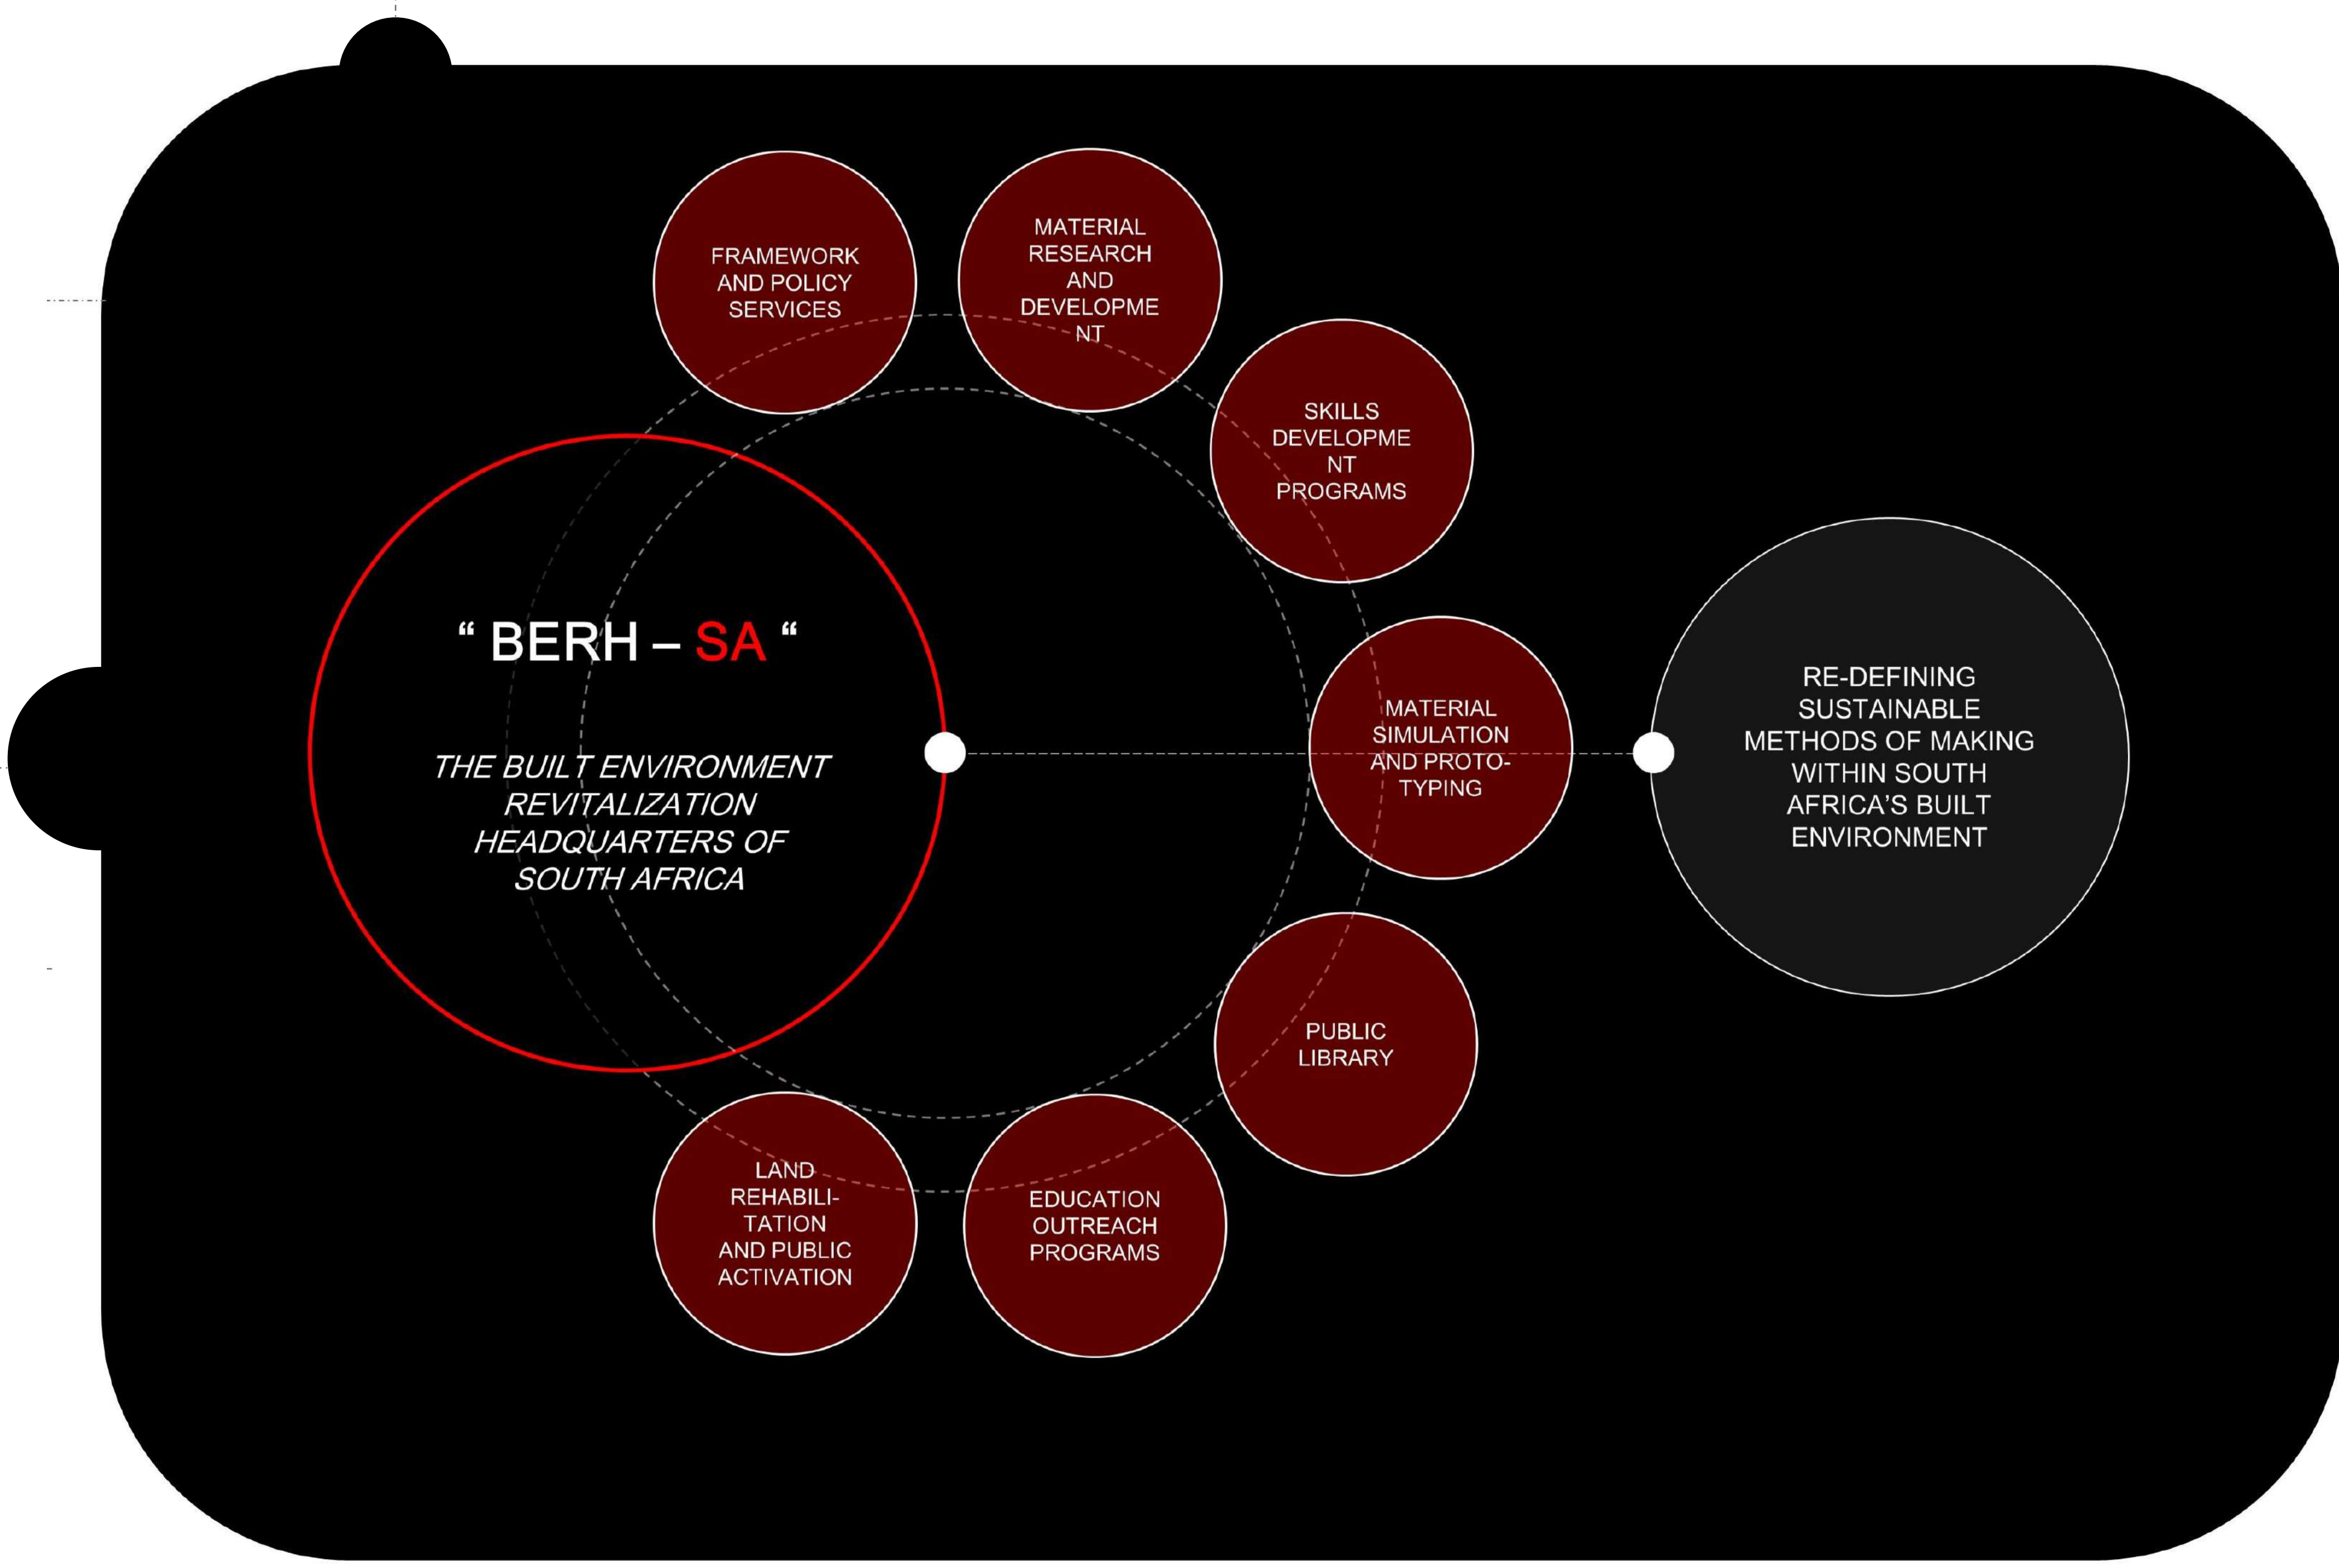 “ BERH – SA “
THE BUILT ENVIRONMENT
REVITALIZATION
HEADQUARTERS OF
SOUTH AFRICA
FRAMEWORK
AND POLICY
SERVICES
MATERIAL
RESEARCH
AND
DEVELOPME
NT
SKILLS
DEVELOPME
NT
PROGRAMS
MATERIAL
SIMULATION
AND PROTO-
TYPING
PUBLIC
LIBRARY
EDUCATION
OUTREACH
PROGRAMS
LAND
REHABILI-
TATION
AND PUBLIC
ACTIVATION
RE-DEFINING
SUSTAINABLE
METHODS OF MAKING
WITHIN SOUTH
AFRICA’S BUILT
ENVIRONMENT